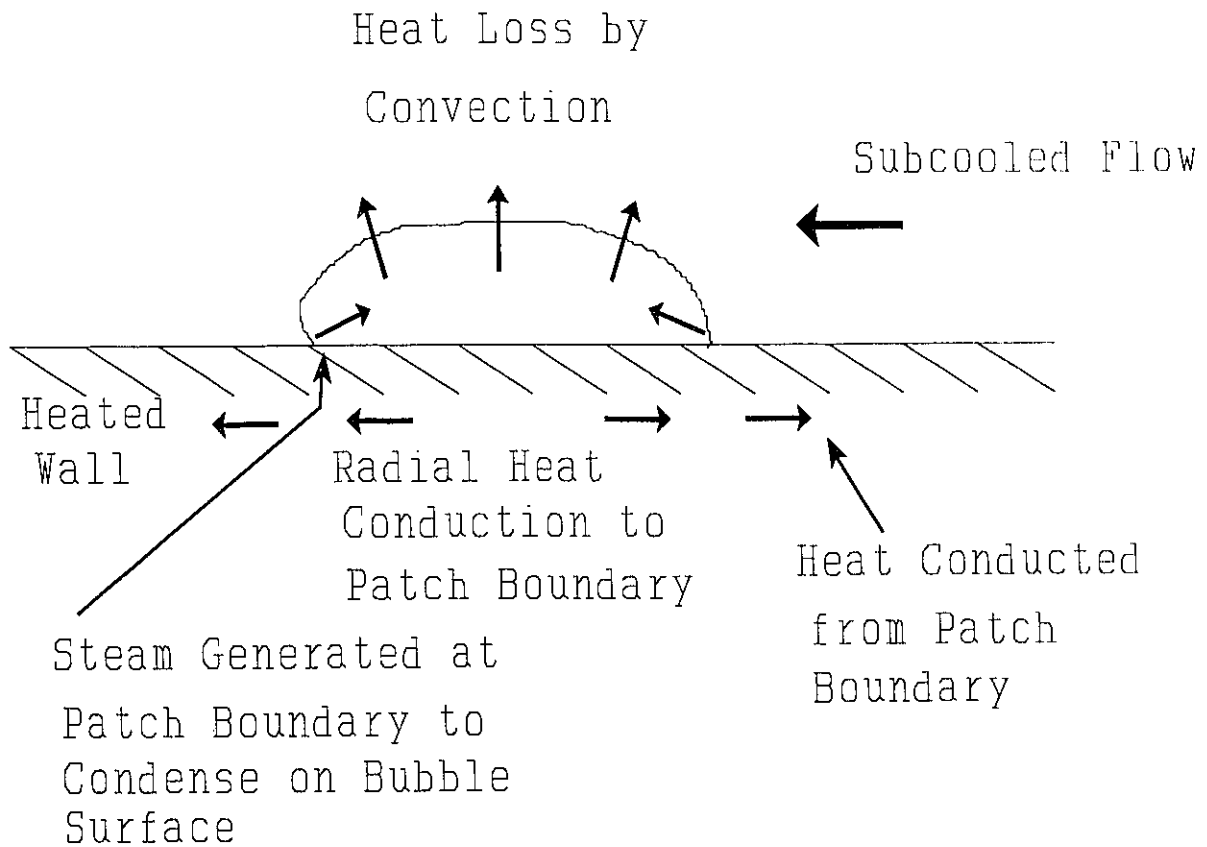 Heat Loss by
Convection
Subcooled Flow
Heated
Wall
Radial Heat
Conduction to
Patch Boundary
Heat Conducted
from Patch
Boundary
Steam Generated at
Patch Boundary to
Condense on Bubble
Surface